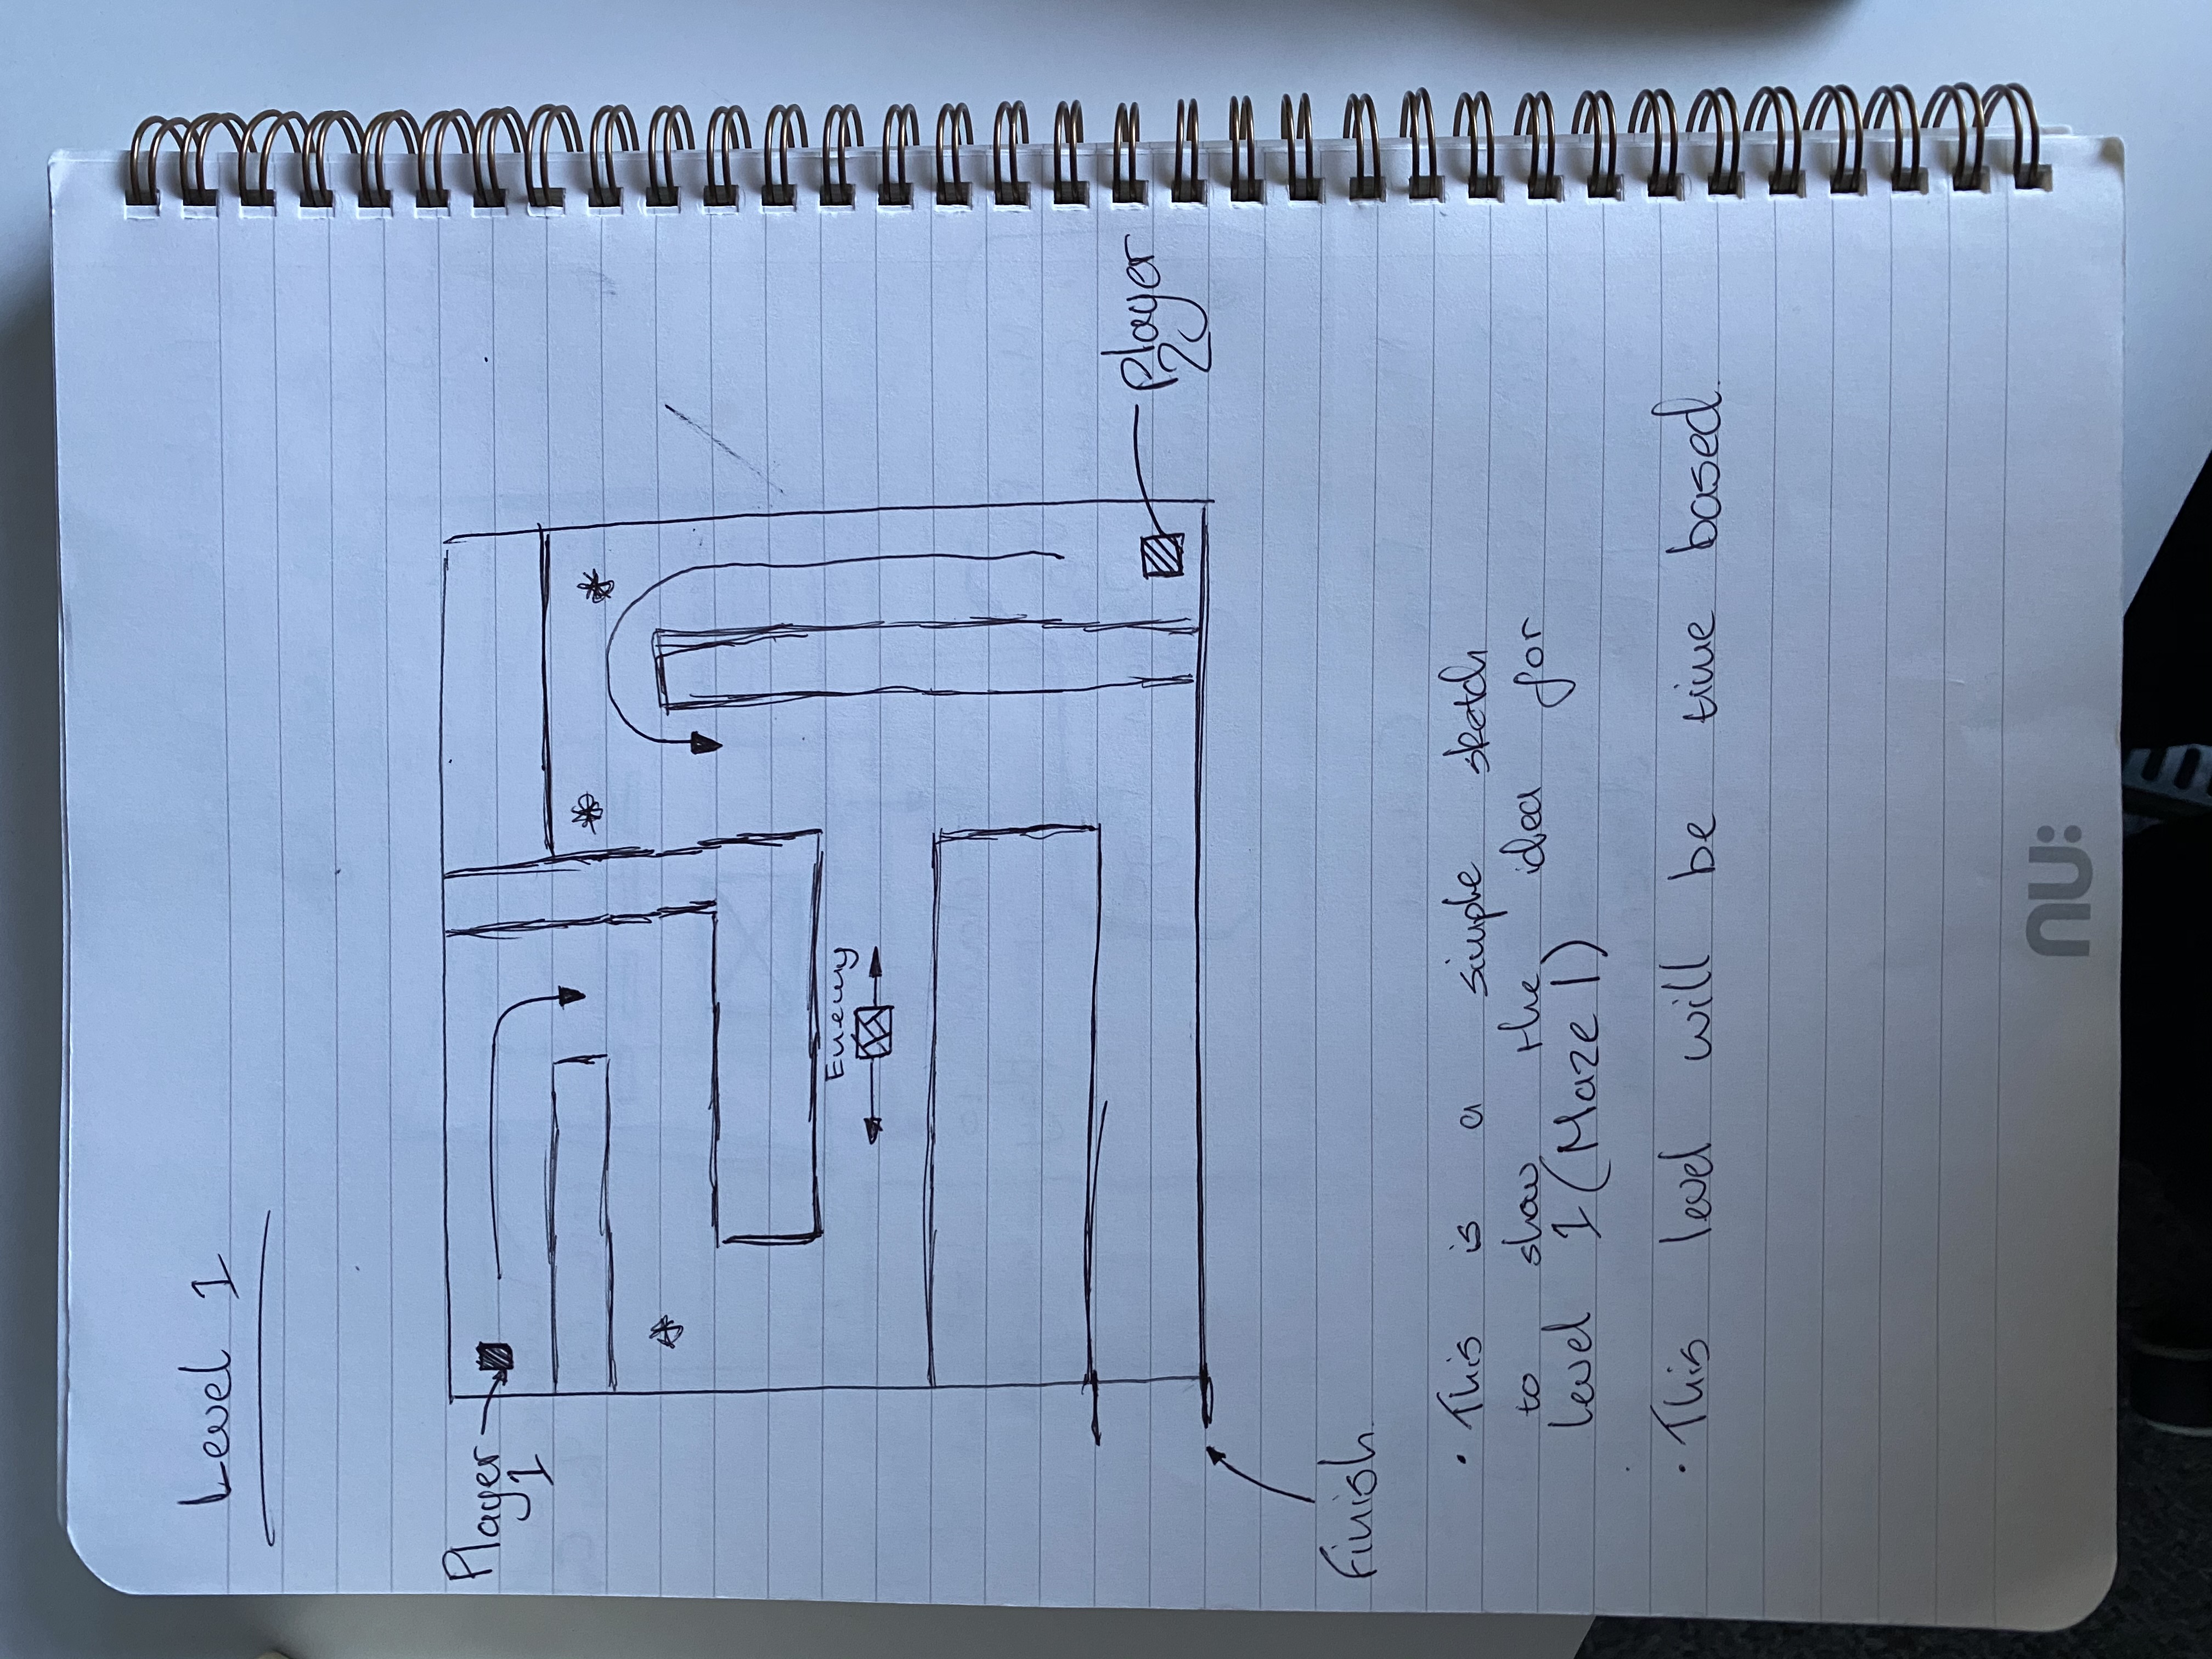 Level 1
Player
1
Enemy
player
2
Finish
• This is a simple sketch
to show the idea for
level 1 (Maze 1)
• This level will be time based.
nu: